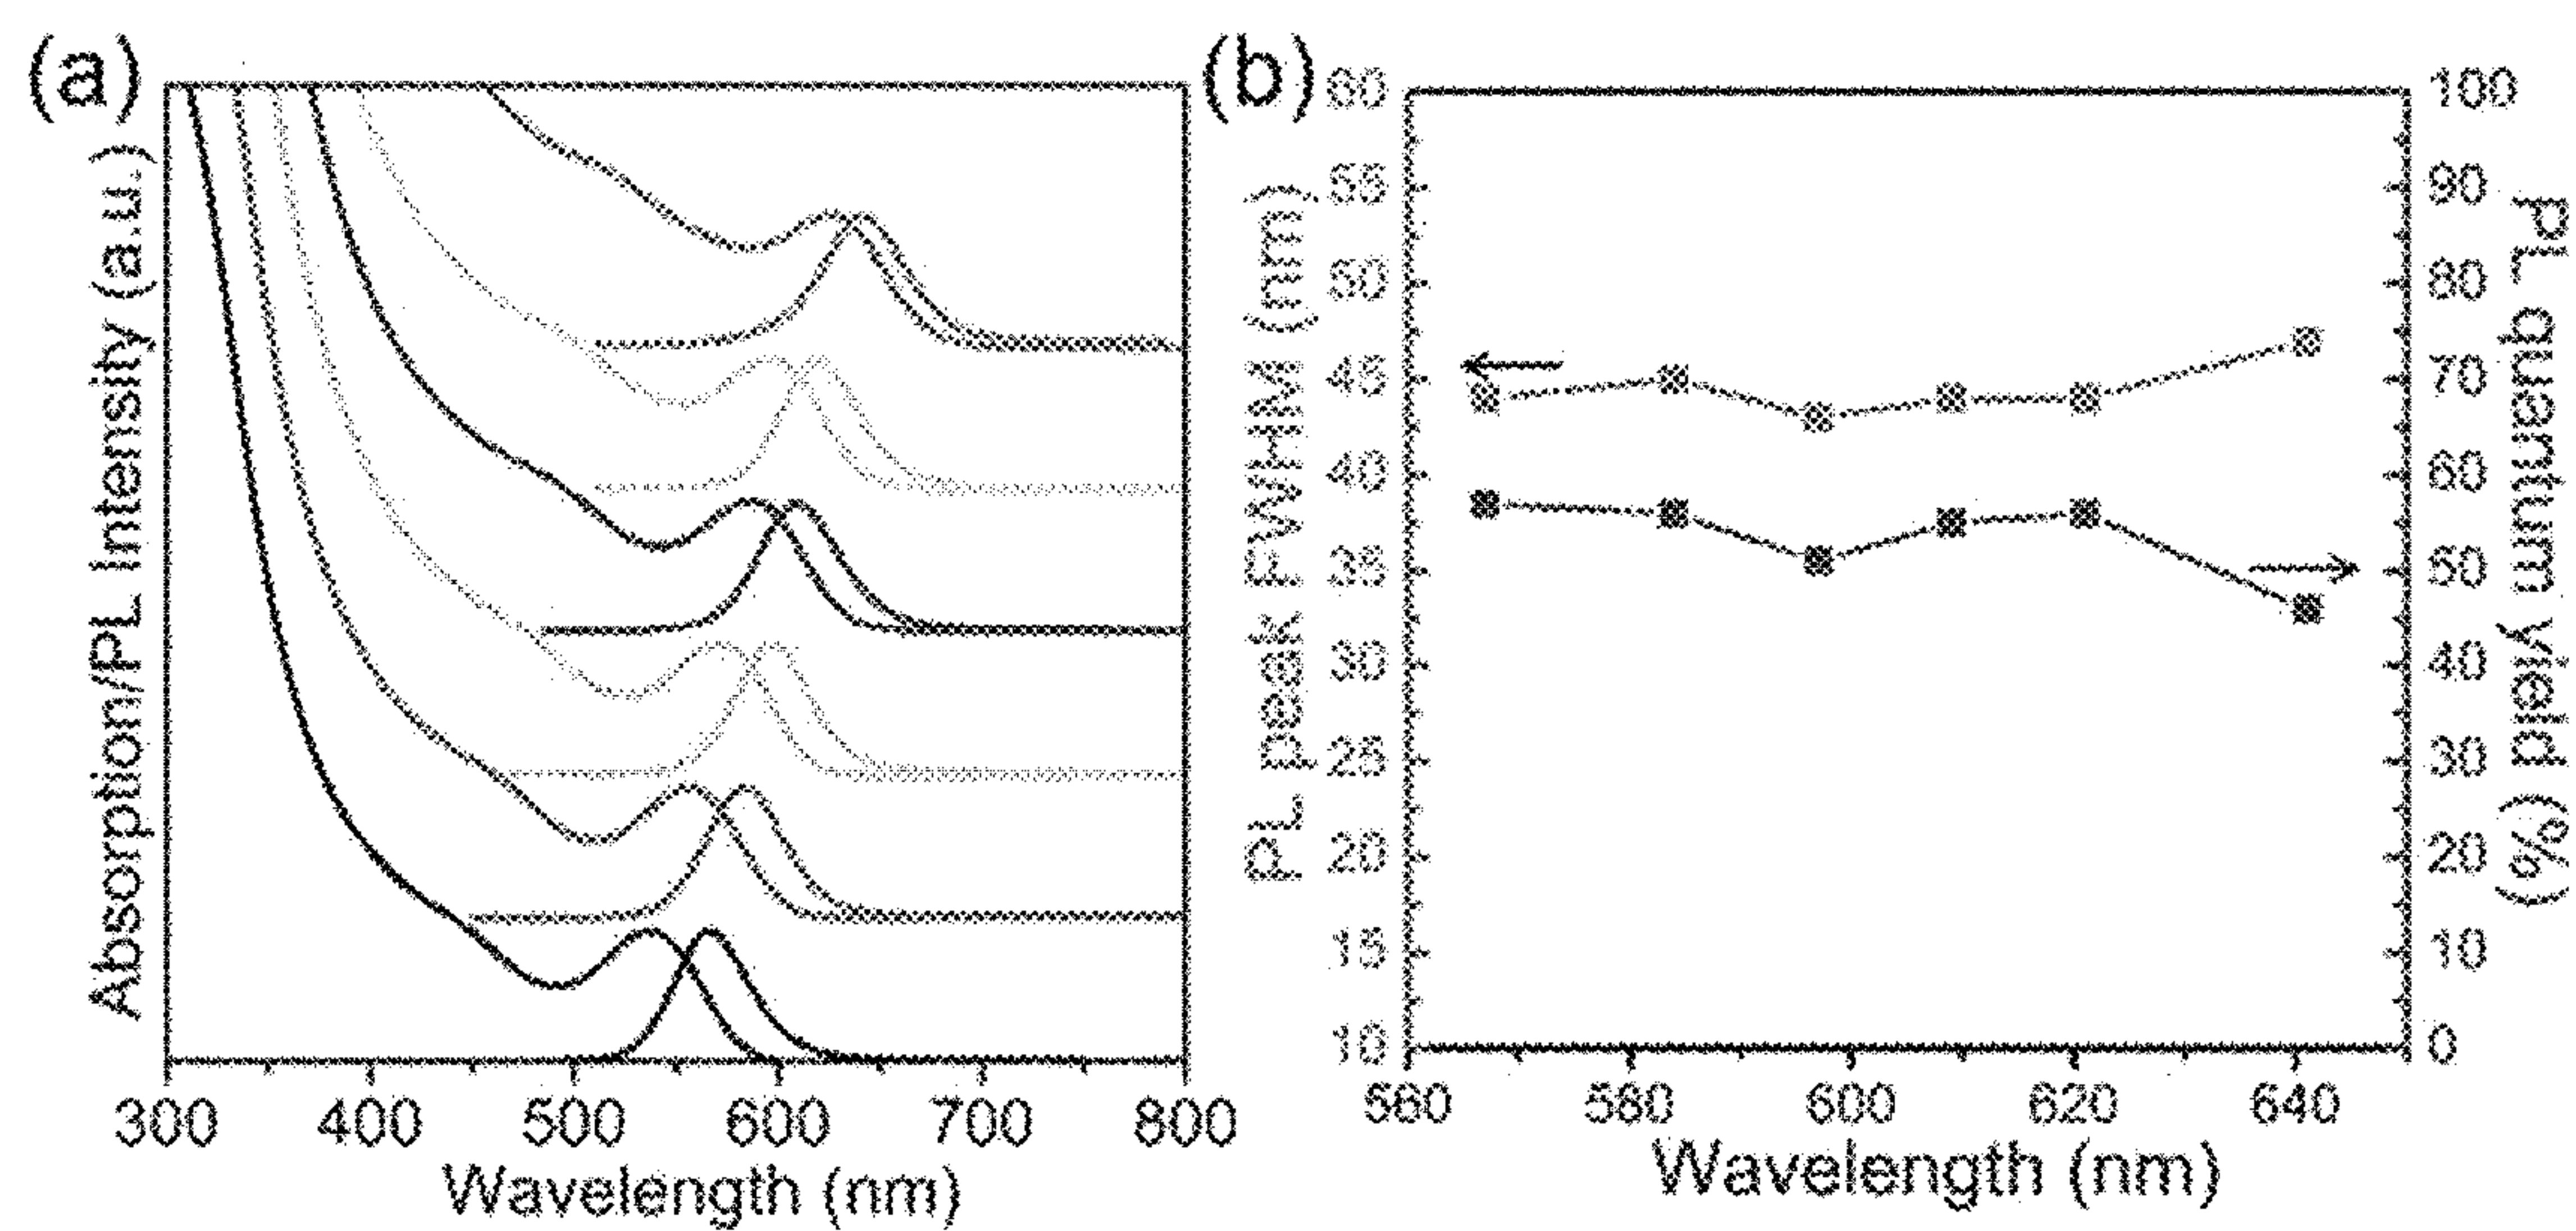 (a)
Absorption/PL Intensity (a.u.)
300 400 500 600 700 800
Wavelength (nm)
(b)
PL peak FWHM (nm)
60
55
50
45
40
35
30
25
20
15
10
560 580 600 620 640
Wavelength (nm)
100
90
80
70
60
50
40
30
20
10
0
PL quantum yield (%)